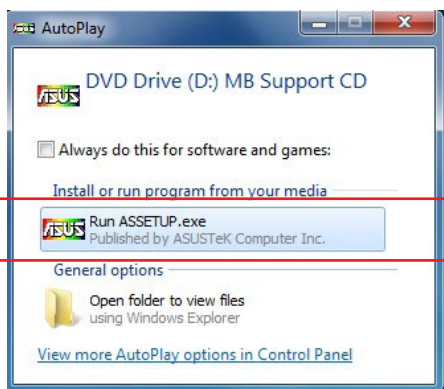 AutoPlay
DVD Drive (D:) MB Support CD
Always do this for software and games:
Install or run program from your media
Run ASSETUP.exe
Published by ASUSTeK Computer Inc.
General options
Open folder to view files
using Windows Explorer
View more AutoPlay options in Control Panel